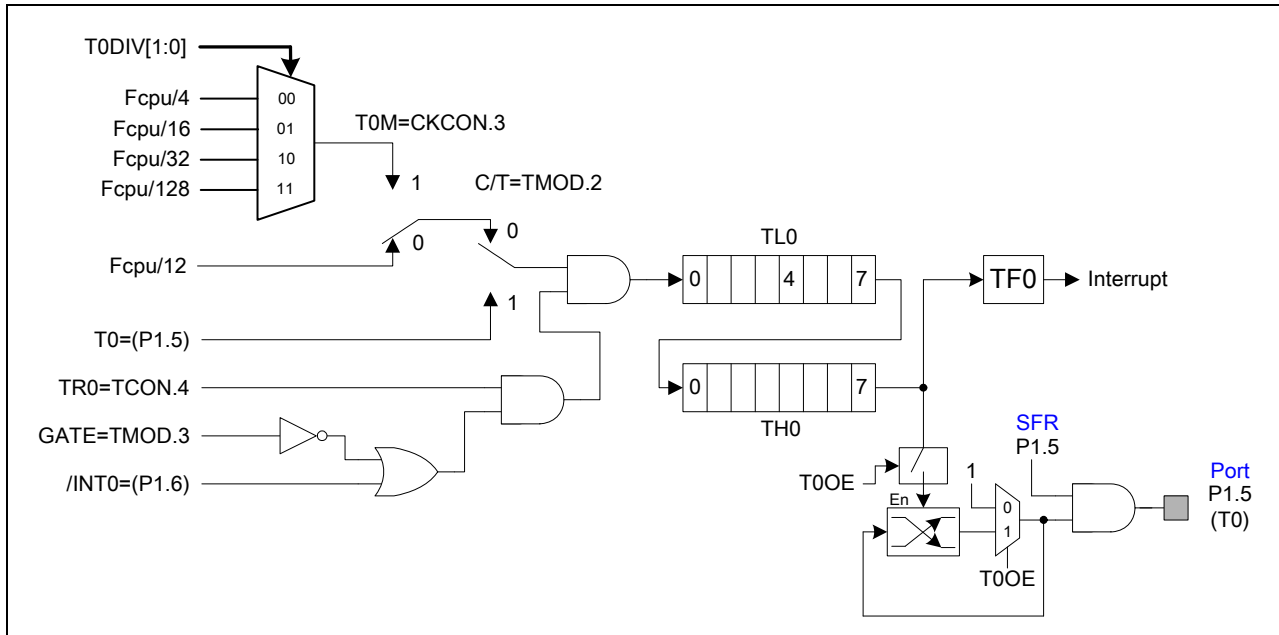 T0DIV[1:0]
Fcpu/4
00
Fcpu/16
01
Fcpu/32
10
Fcpu/128
11
T0M=CKCON.3
1
0
C/T=TMOD.2
0
1
Fcpu/12
T0=(P1.5)
TR0=TCON.4
GATE=TMOD.3
/INT0=(P1.6)
TL0
0 4 7
0 7
TH0
TF0
Interrupt
T0OE
En
1
0
1
T0OE
SFR
P1.5
Port
P1.5
(T0)